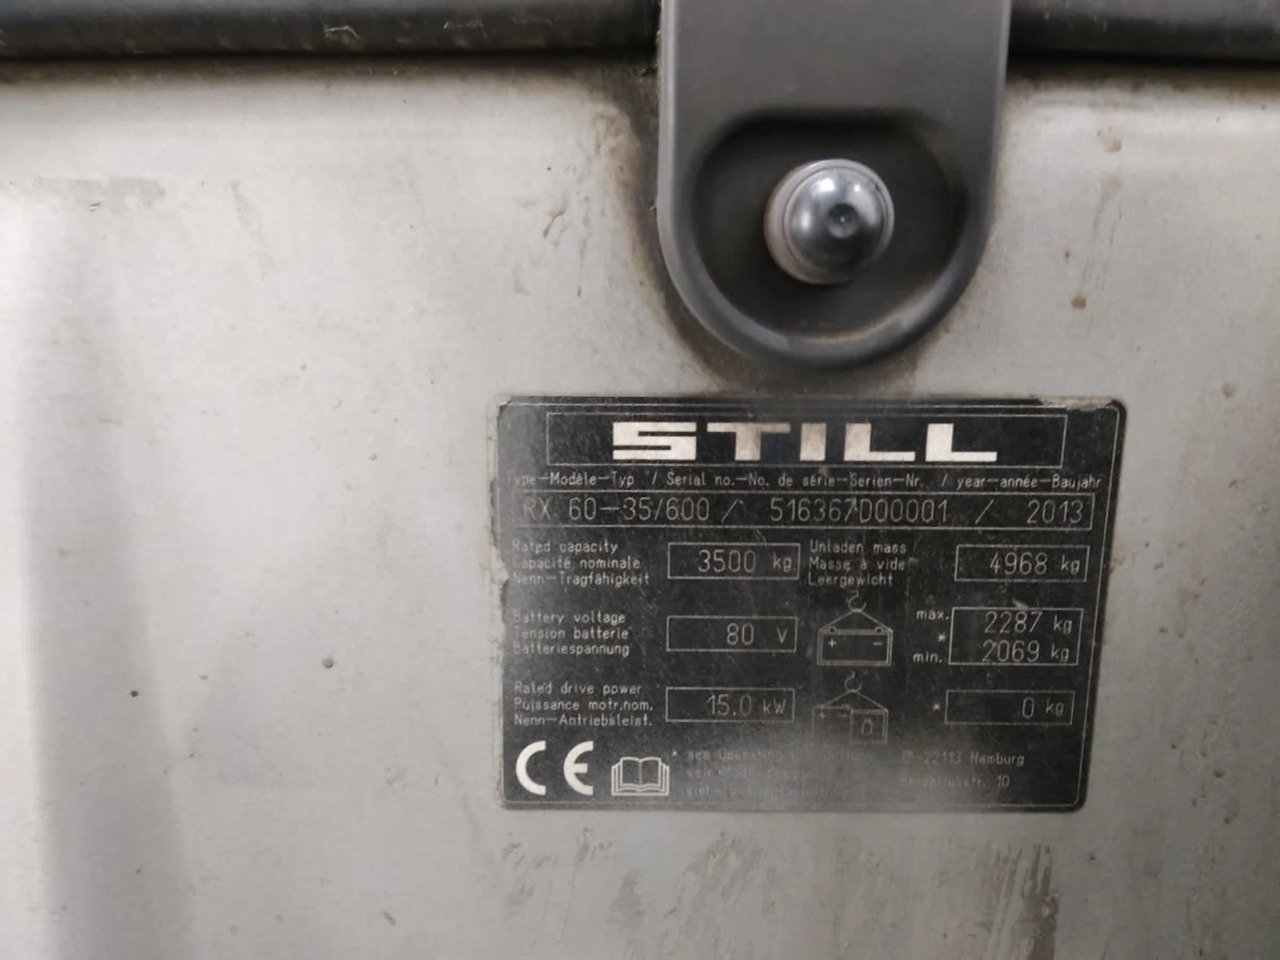 STILL
Type-Modèle-Typ / Serial no.-No. de série-Serien-Nr. / year-année-Baujahr
RX 60-35/600 / 516367D00001 / 2013
Rated capacity
Capacité nominale
Nenn-Tragfähigkeit
3500 kg
Unladen mass
Masse à vide
Leergewicht
4968 kg
Battery voltage
Tension batterie
Batteriespannung
80 V
max. 2287 kg
*
min. 2069 kg
Rated drive power
Puissance motr.nom.
Nenn-Antriebsleist.
15.0 kW
* 0 kg
CE
* see Operating
22113 Hamburg
10